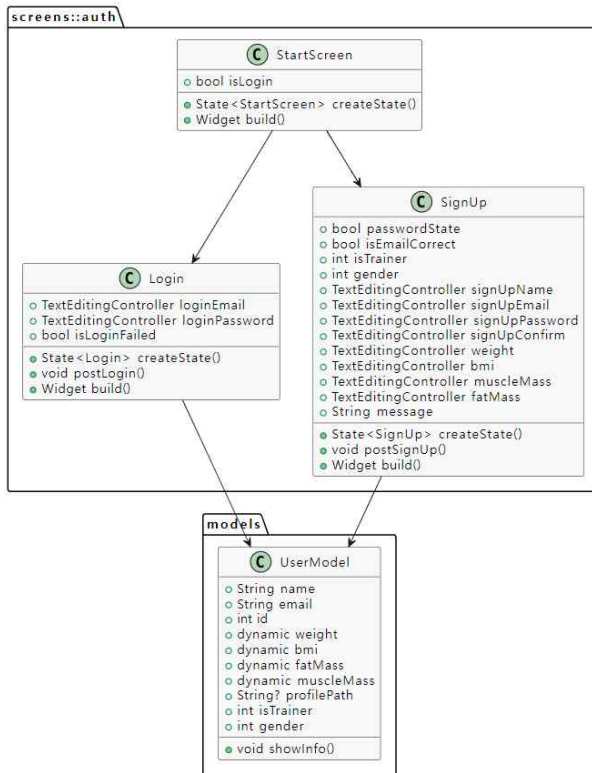 screens::auth
C StartScreen
bool isLogin
State<StartScreen> createState()
Widget build()
C SignUp
bool passwordState
bool isEmailCorrect
int isTrainer
int gender
TextEditingController signUpName
TextEditingController signUpEmail
TextEditingController signUpPassword
TextEditingController signUpConfirm
TextEditingController weight
TextEditingController bmi
TextEditingController muscleMass
TextEditingController fatMass
String message
State<SignUp> createState()
void postSignUp()
Widget build()
C Login
TextEditingController loginEmail
TextEditingController loginPassword
bool isLoginFailed
State<Login> createState()
void postLogin()
Widget build()
models
C UserModel
String name
String email
int id
dynamic weight
dynamic bmi
dynamic fatMass
dynamic muscleMass
String? profilePath
int isTrainer
int gender
void showInfo()